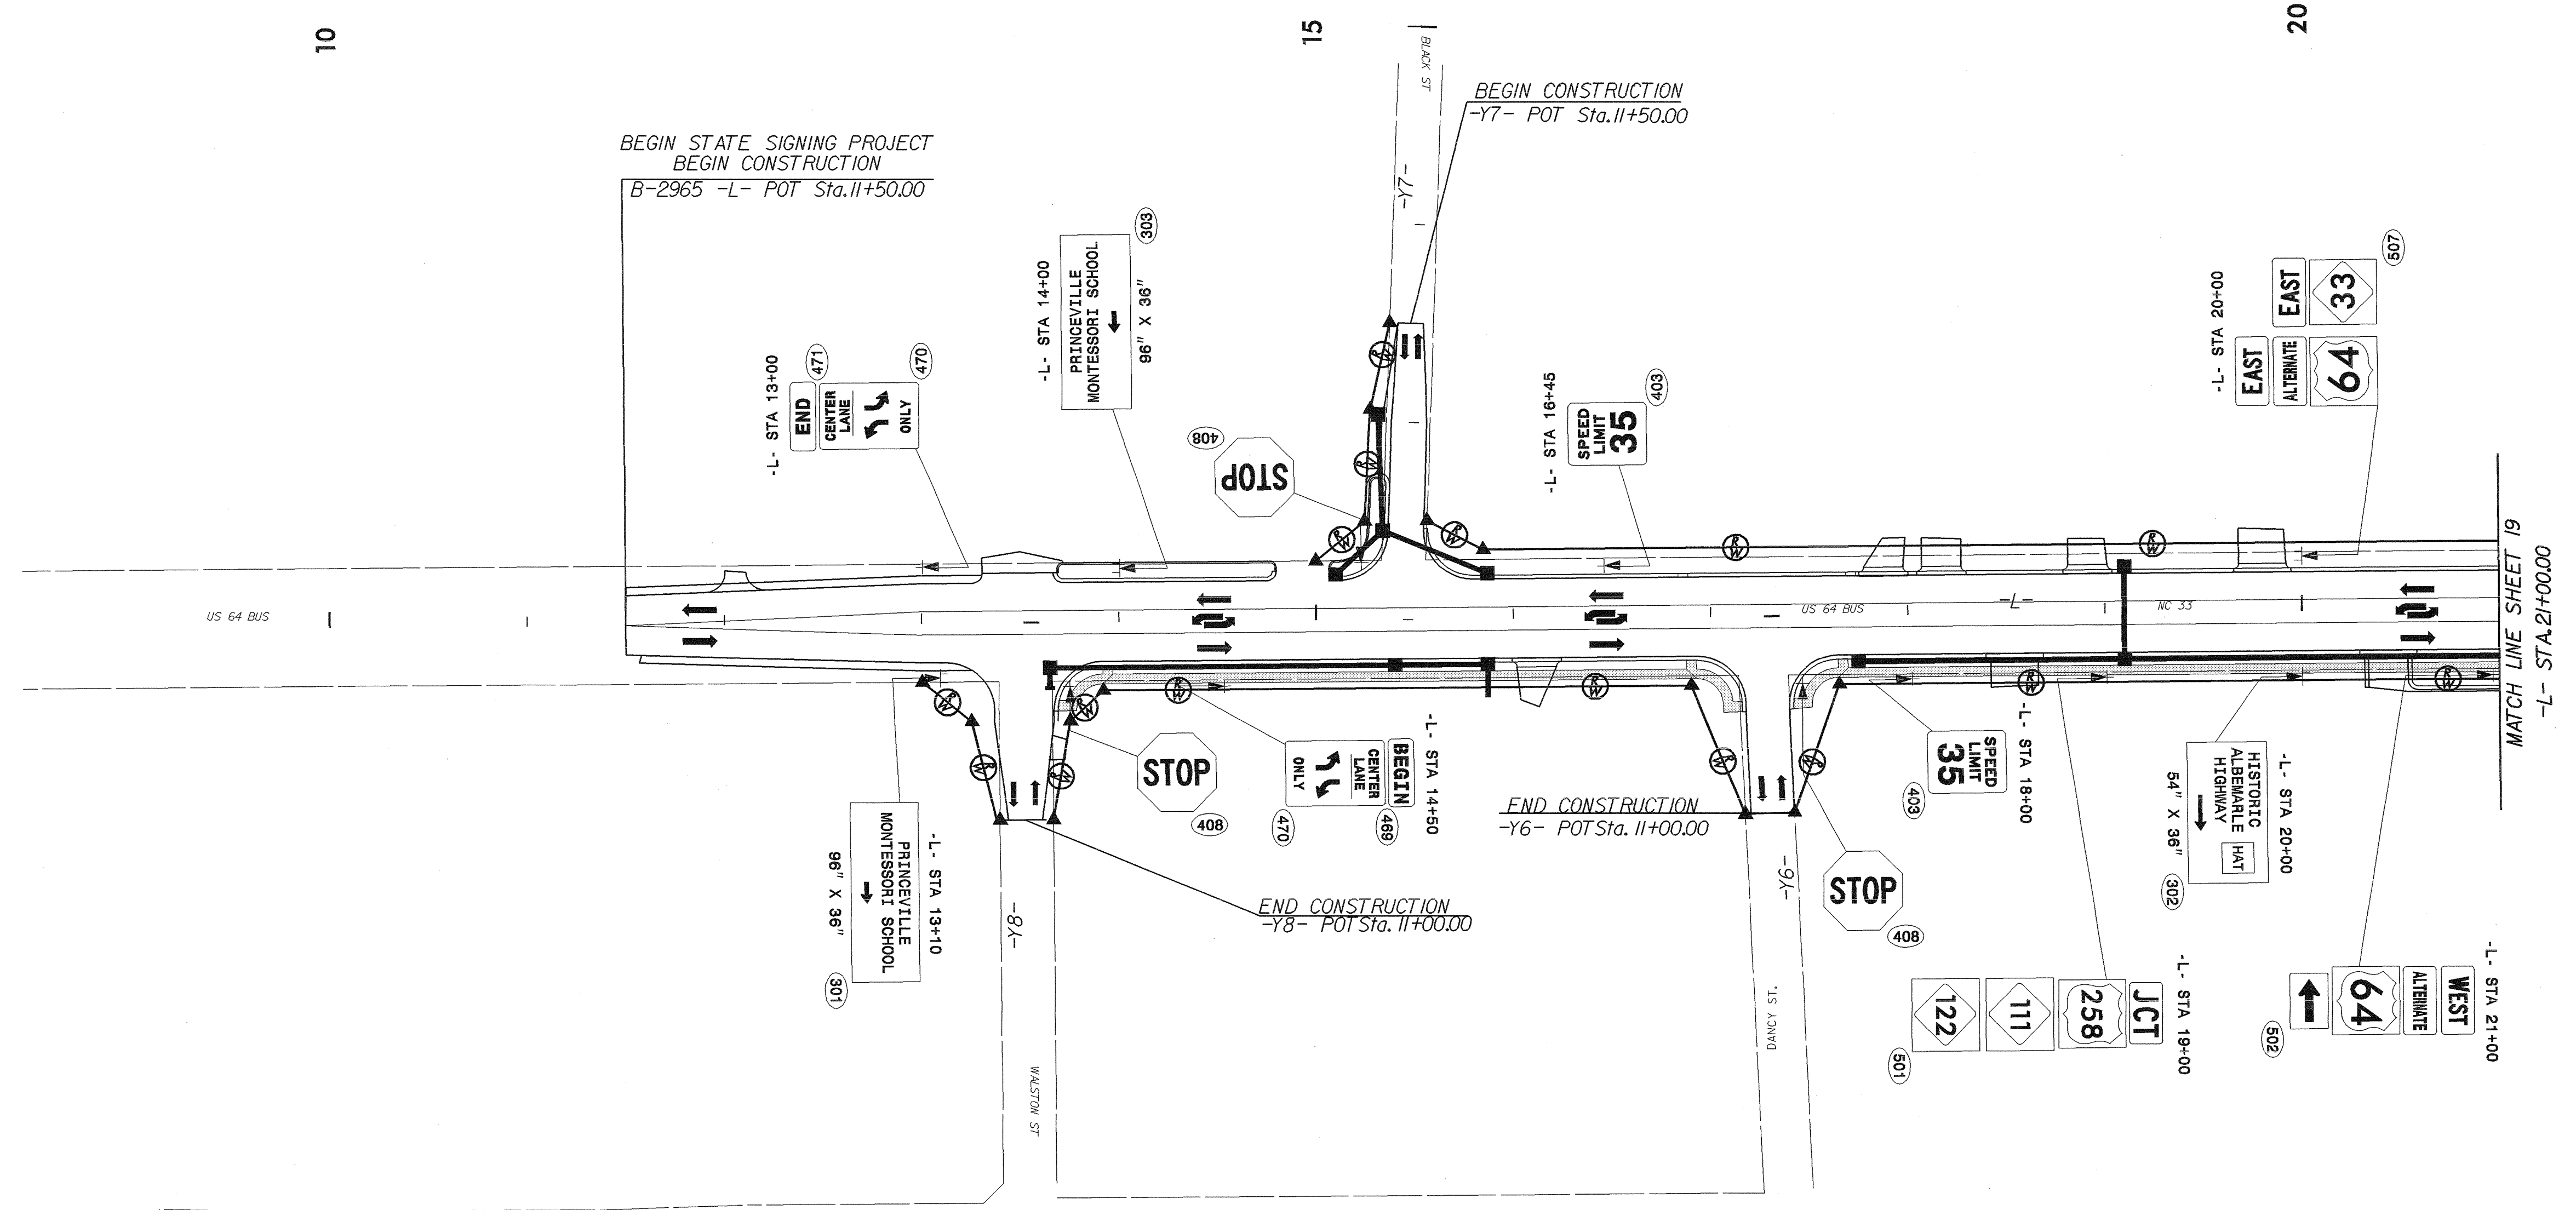 10
15
20
BLACK ST
BEGIN CONSTRUCTION
-Y7- POT Sta.11+50.00
-Y7-
BEGIN STATE SIGNING PROJECT
BEGIN CONSTRUCTION
B-2965 -L- POT Sta.11+50.00
-L- STA 13+00
471
END
CENTER
LANE
ONLY
470
-L- STA 14+00
PRINCEVILLE
MONTESSORI SCHOOL
96" X 36"
303
408
STOP
-L- STA 16+45
SPEED
LIMIT
35
403
-L- STA 20+00
EAST
33
EAST
ALTERNATE
64
507
R/W
R/W
R/W
R/W
R/W
R/W
US 64 BUS
US 64 BUS
-L-
NC 33
MATCH LINE SHEET 19
-L- STA.21+00.00
R/W
R/W
R/W
R/W
R/W
R/W
R/W
R/W
R/W
R/W
-L- STA 13+10
PRINCEVILLE
MONTESSORI SCHOOL
96" X 36"
301
STOP
408
-L- STA 14+50
BEGIN
CENTER
LANE
ONLY
469
470
END CONSTRUCTION
-Y6- POT Sta. 11+00.00
END CONSTRUCTION
-Y8- POT Sta. 11+00.00
-Y8-
WALSTON ST
-Y6-
DANCY ST.
STOP
408
-L- STA 18+00
SPEED
LIMIT
35
403
-L- STA 20+00
HISTORIC
ALBEMARLE
HIGHWAY
HAT
54" X 36"
302
-L- STA 19+00
JCT
258
111
122
501
-L- STA 21+00
WEST
ALTERNATE
64
502